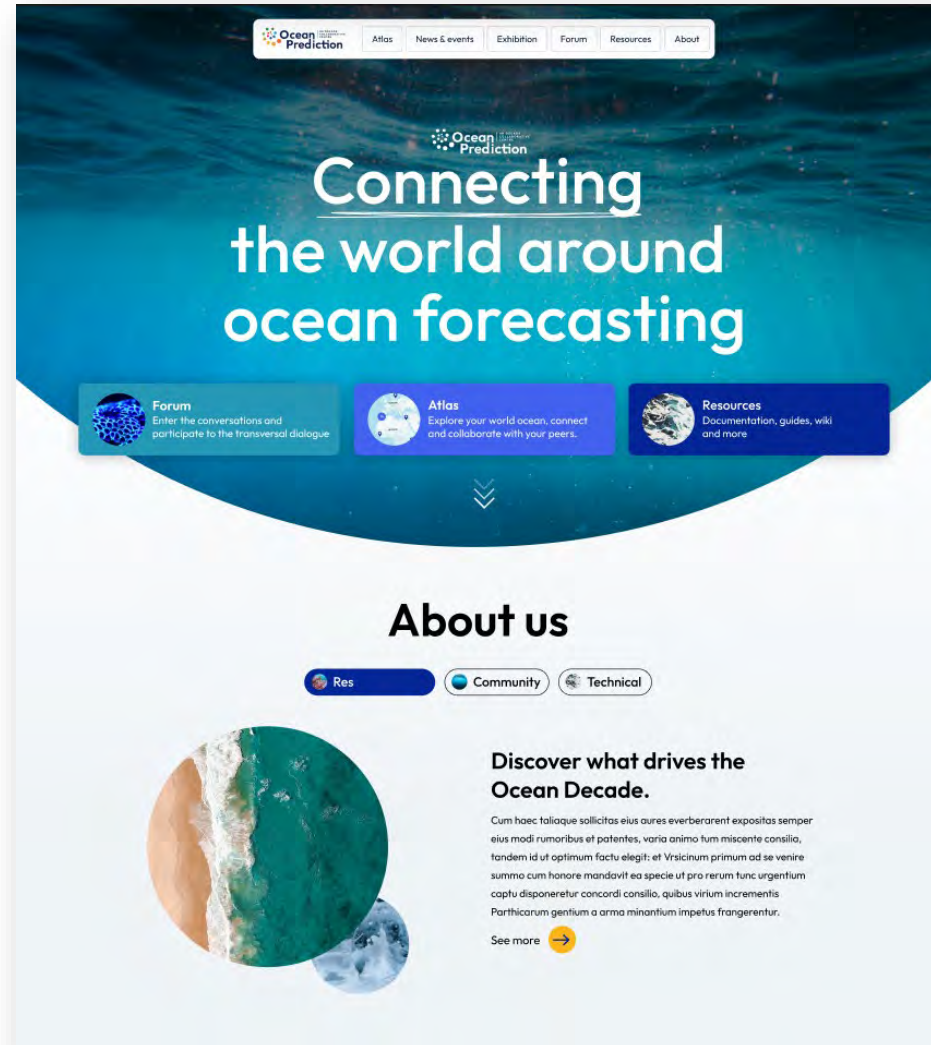 Ocean
Prediction
Atlas
News & events
Exhibition
Forum
Resources
About
Ocean
Prediction
Connecting
the world around
ocean forecasting
Forum
Enter the conversations and
participate to the transversal dialogue
Atlas
Explore your world ocean, connect
and collaborate with your peers.
Resources
Documentation, guides, wiki
and more
About us
Res
Community
Technical
Discover what drives the
Ocean Decade.
Cum haec taliaque sollicitas eius aures everberarent expositas semper
eius modi rumoribus et patentes, varia animo tum miscente consilia,
tandem id ut optimum factu elegit: et Vrsicinum primum ad se venire
summo cum honore mandavit ea specie ut pro rerum tunc urgentium
captu disponeretur concordi consilio, quibus virium incrementis
Parthicarum gentium a arma minantium impetus frangerentur.
See more